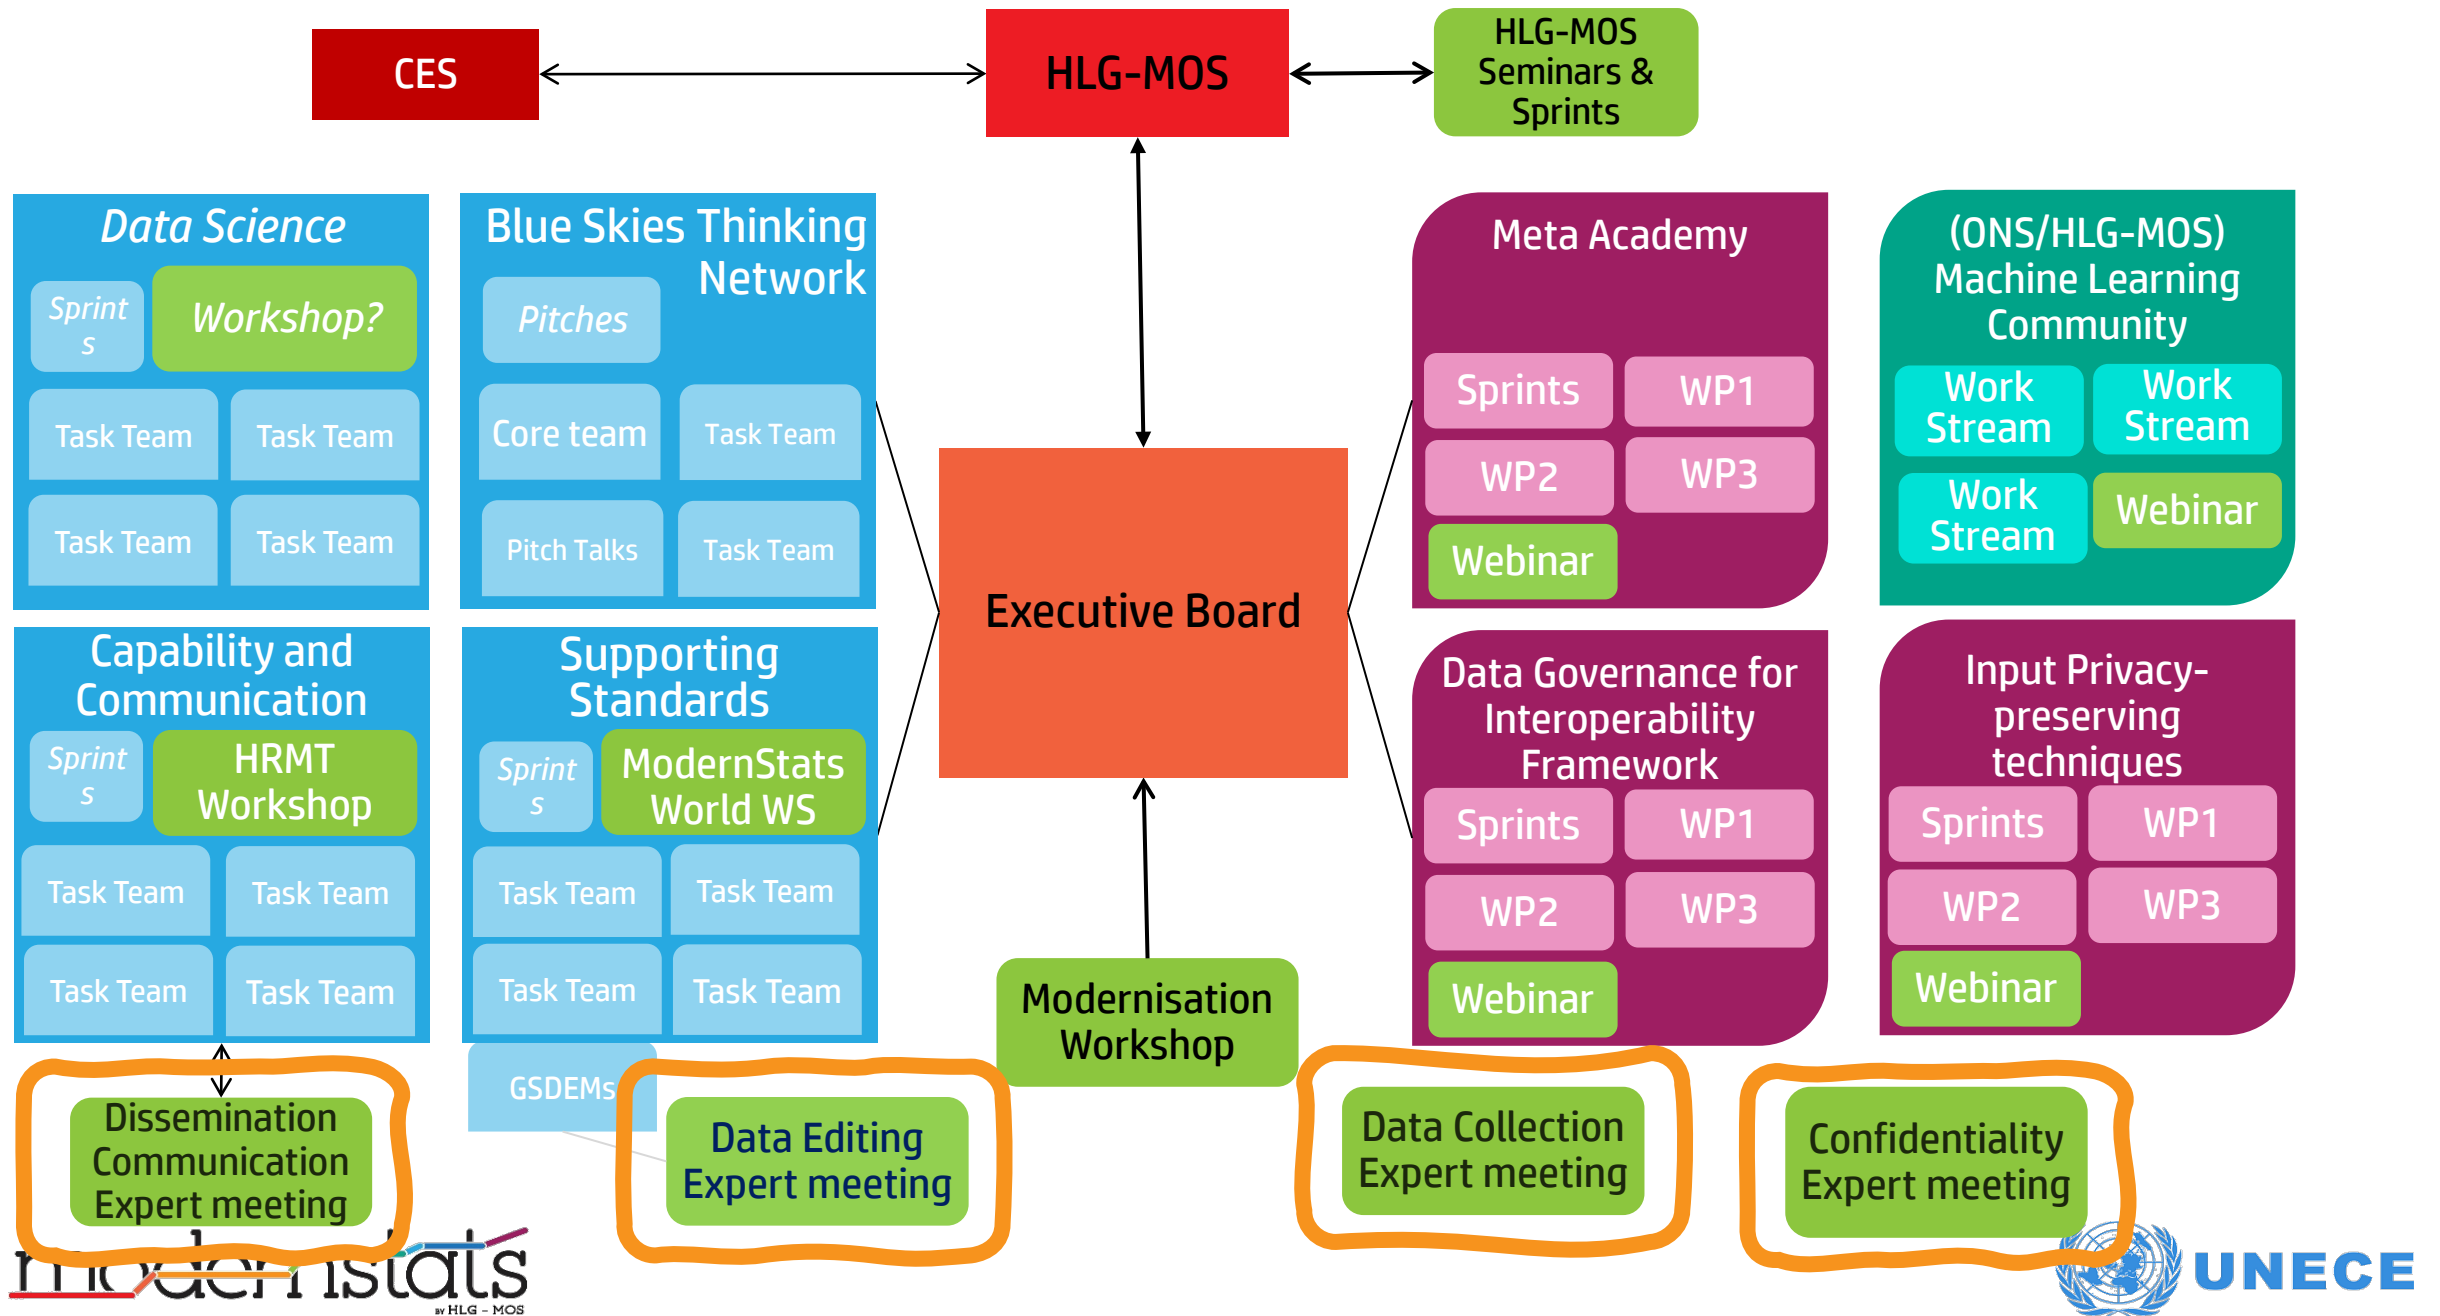 CES
HLG-MOS
HLG-MOS
Seminars &
Sprints
Data Science
Sprint
s
Workshop?
Task Team
Task Team
Task Team
Task Team
Blue Skies Thinking
Network
Pitches
Core team
Task Team
Pitch Talks
Task Team
Meta Academy
Sprints
WP1
WP2
WP3
Webinar
(ONS/HLG-MOS)
Machine Learning
Community
Work
Stream
Work
Stream
Work
Stream
Webinar
Executive Board
Capability and
Communication
Sprint
s
HRMT
Workshop
Task Team
Task Team
Task Team
Task Team
Supporting
Standards
Sprint
s
ModernStats
World WS
Task Team
Task Team
Task Team
Task Team
Data Governance for
Interoperability
Framework
Sprints
WP1
WP2
WP3
Webinar
Input Privacy-
preserving
techniques
Sprints
WP1
WP2
WP3
Webinar
Modernisation
Workshop
GSDEMs
Dissemination
Communication
Expert meeting
Data Editing
Expert meeting
Data Collection
Expert meeting
Confidentiality
Expert meeting
modernstats
BY HLG - MOS
UNECE